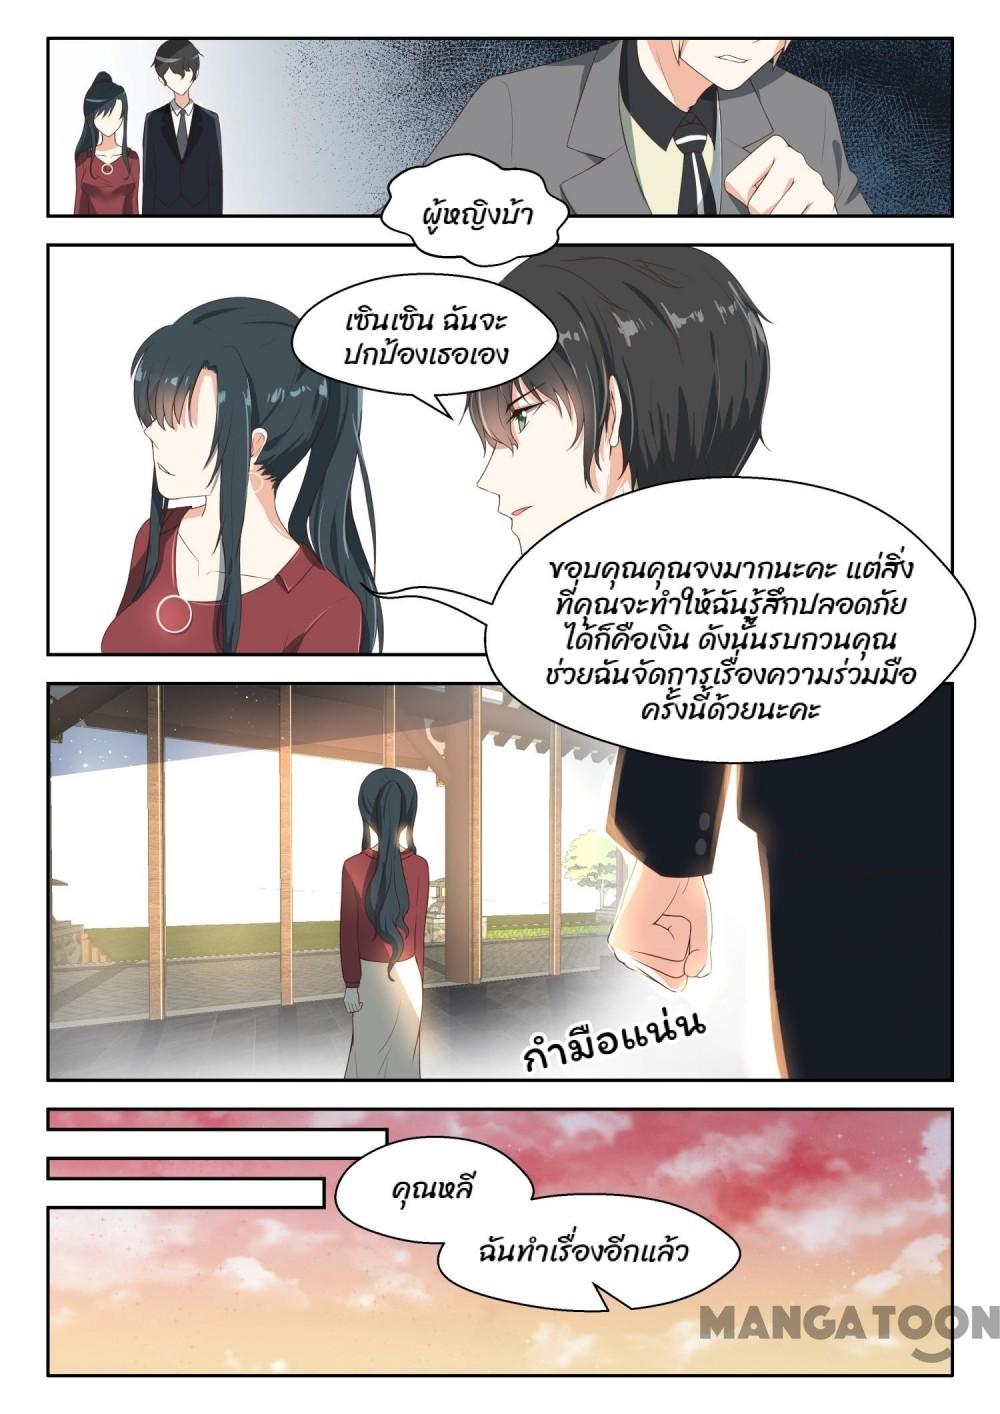 ผู้หญิงบ้า
เซินเซิน ฉันจะ
ปกป้องเธอเอง
ขอบคุณคุณจงมากนะคะ แต่สิ่ง
ที่คุณจะทำให้ฉันรู้สึกปลอดภัย
ได้ก็คือเงิน ดังนั้นรบกวนคุณ
ช่วยฉันจัดการเรื่องความร่วมมือ
ครั้งนี้ด้วยนะคะ
กำมือแน่น
คุณหลี
ฉันทำเรื่องอีกแล้ว
MANGATOON